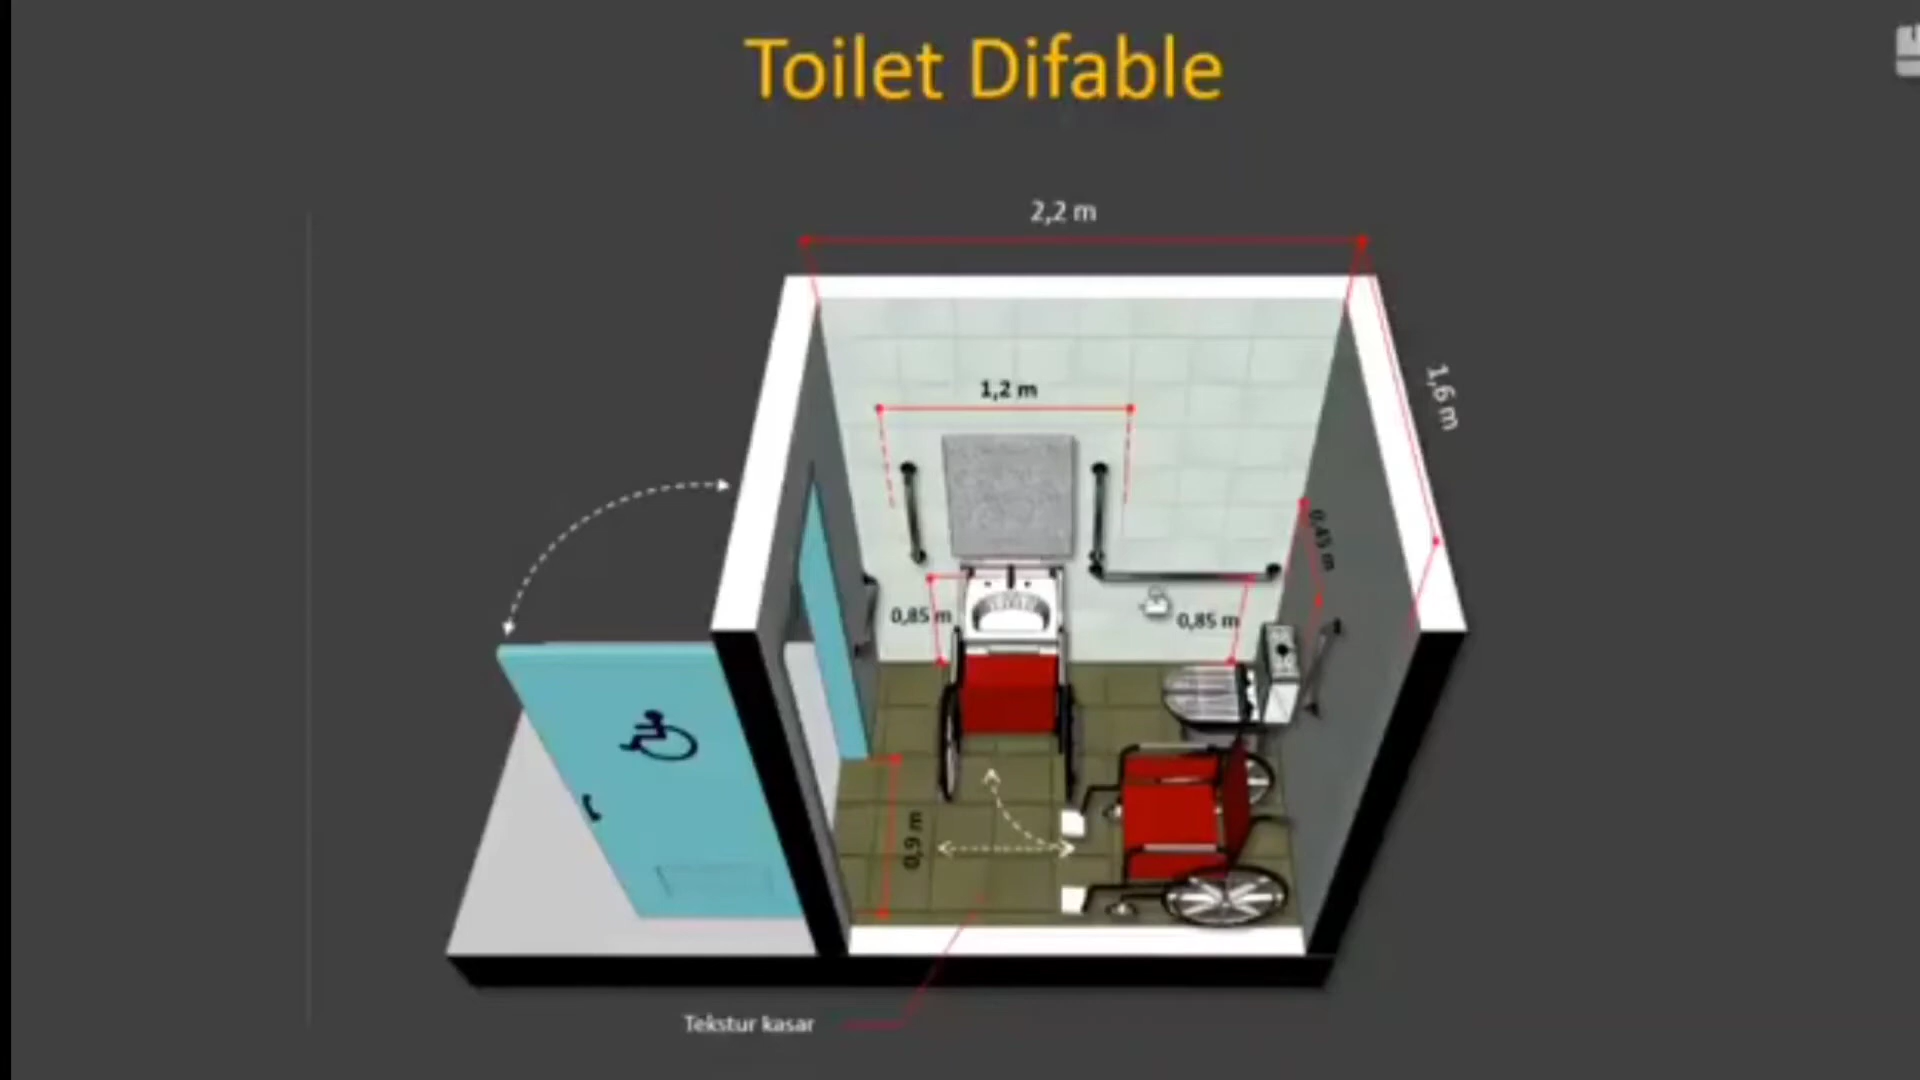 Toilet Difable
2,2 m
1,6 m
1,2 m
0,45 m
0,85 m
0,85 m
0,9 m
Tekstur kasar